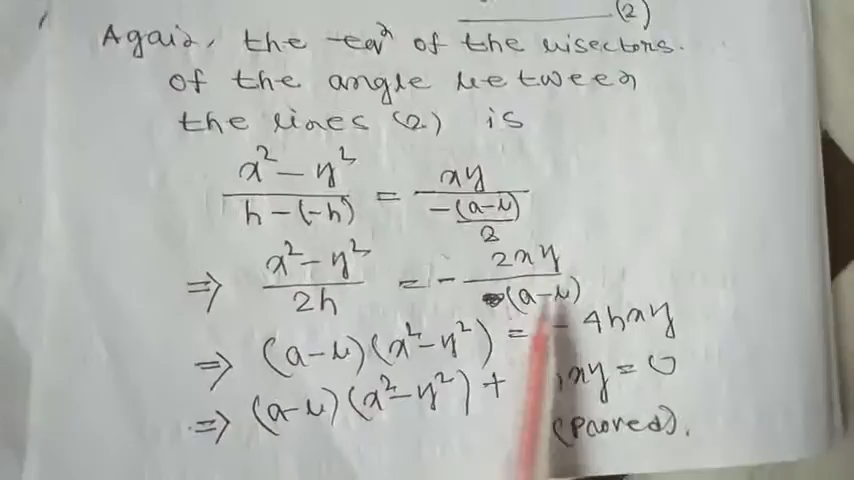 (2)
Again, the eqⁿ of the bisectors.
of the angle between
the lines (2) is
(x² - y²)/(h-(-h)) = xy/(-(a-b)/2)
⇒ (x² - y²)/2h = - 2xy/(a-b)
⇒ (a-b)(x²-y²) = - 4hxy
⇒ (a-b)(x²-y²) + xy = 0
(Proved).